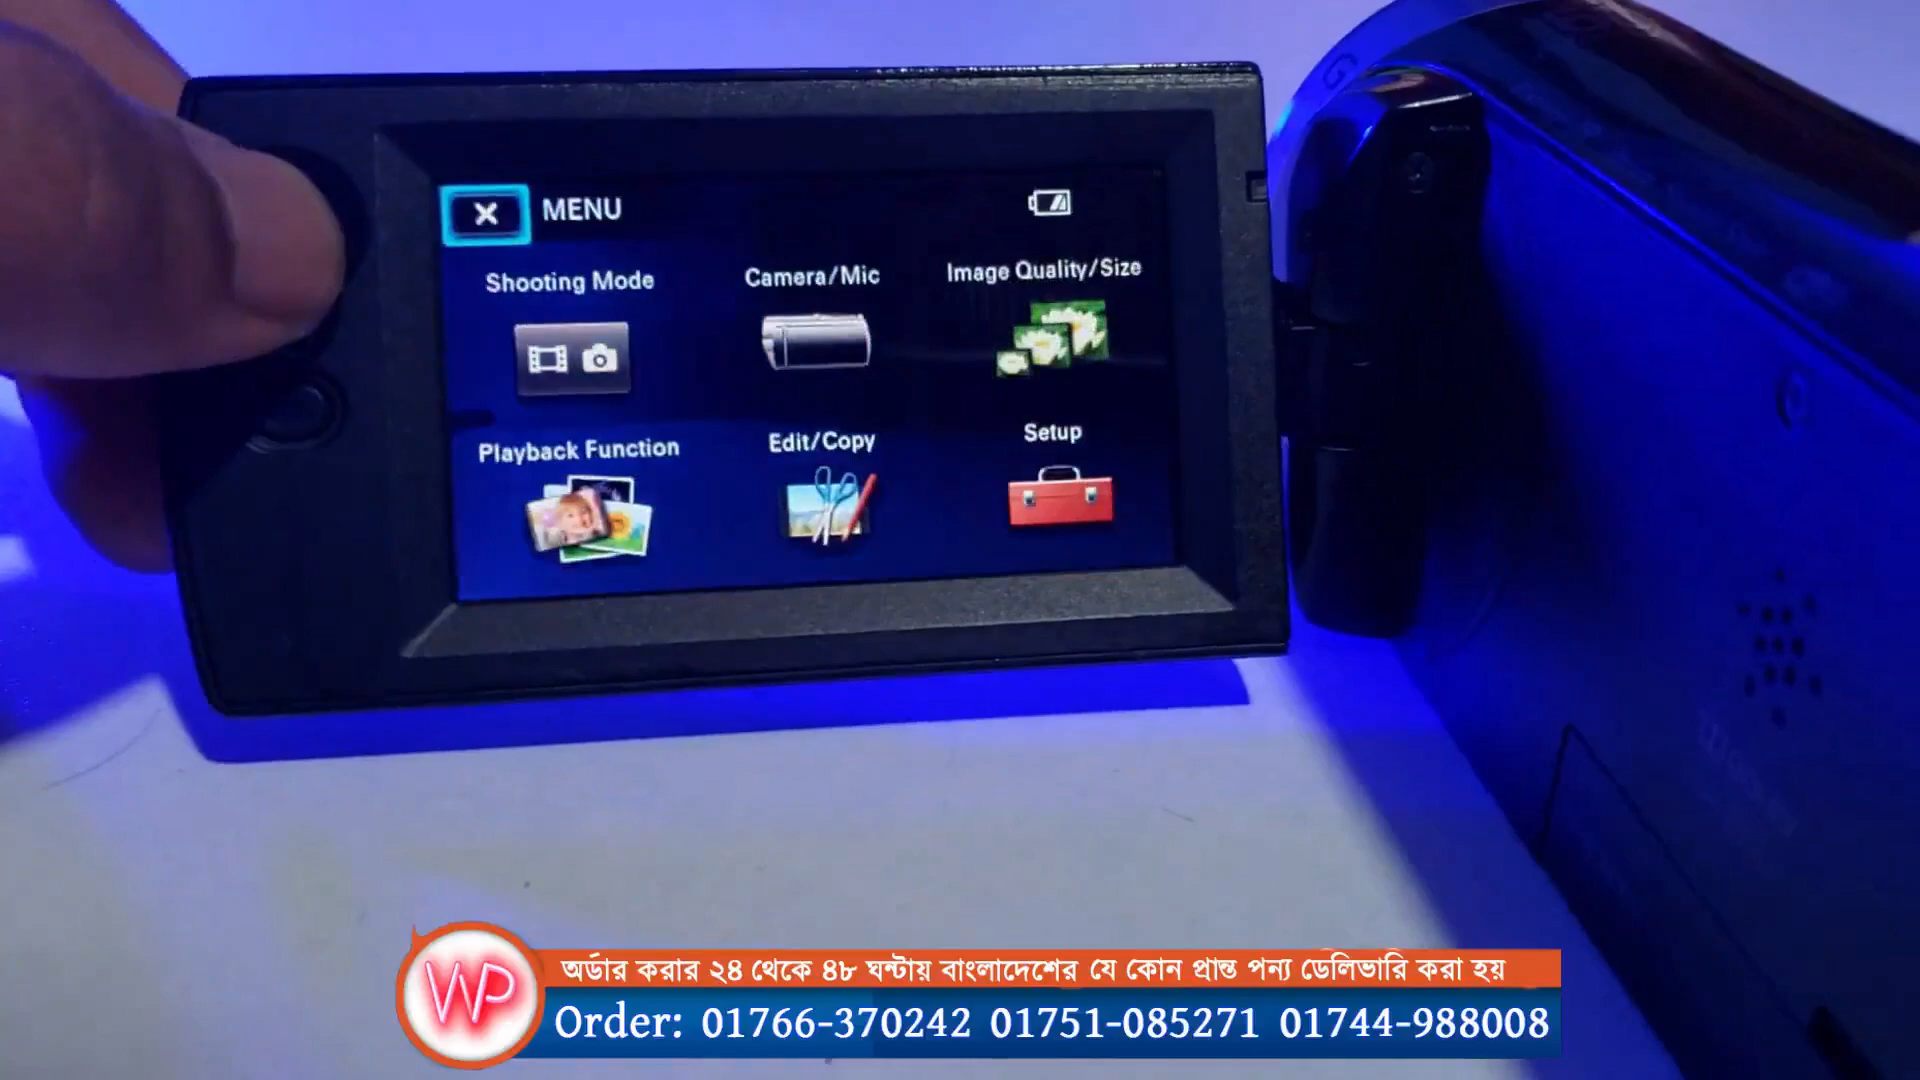 MENU
Shooting Mode
Camera/Mic
Image Quality/Size
Playback Function
Edit/Copy
Setup
WP
অর্ডার করার ২৪ থেকে ৪৮ ঘন্টায় বাংলাদেশের যে কোন প্রান্ত পন্য ডেলিভারি করা হয়
Order: 01766-370242 01751-085271 01744-988008